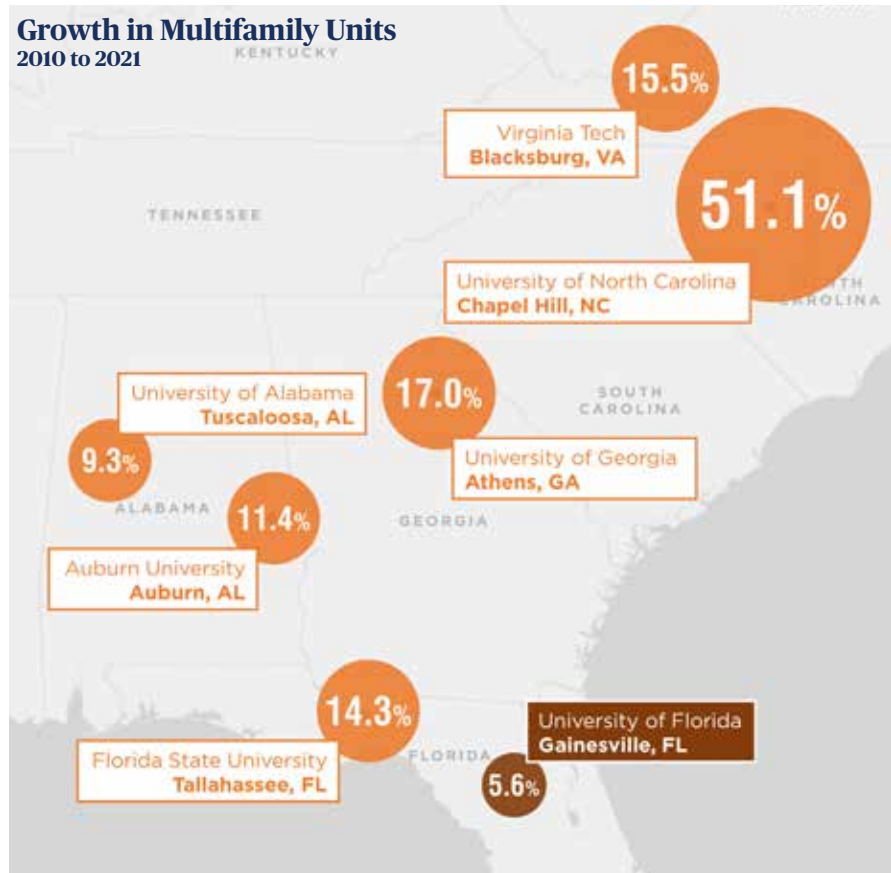 Growth in Multifamily Units
2010 to 2021
KENTUCKY
15.5%
Virginia Tech
Blacksburg, VA
51.1%
TENNESSEE
University of North Carolina
Chapel Hill, NC
CAROLINA
17.0%
University of Alabama
Tuscaloosa, AL
SOUTH
CAROLINA
9.3%
University of Georgia
Athens, GA
ALABAMA
11.4%
GEORGIA
Auburn University
Auburn, AL
14.3%
University of Florida
Gainesville, FL
Florida State University
Tallahassee, FL
FLORIDA
5.6%